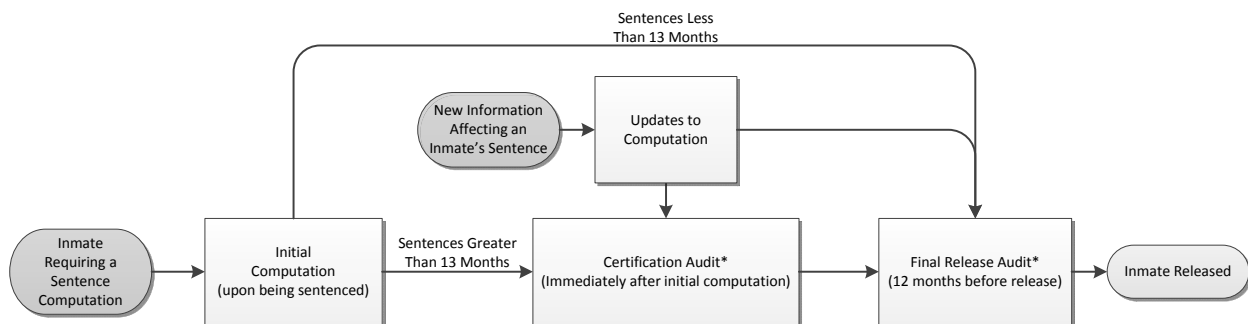 Sentences Less
Than 13 Months
New Information
Affecting an
Inmate's Sentence
Updates to
Computation
Inmate
Requiring a
Sentence
Computation
Initial
Computation
(upon being sentenced)
Sentences Greater
Than 13 Months
Certification Audit*
(Immediately after initial computation)
Final Release Audit*
(12 months before release)
Inmate Released